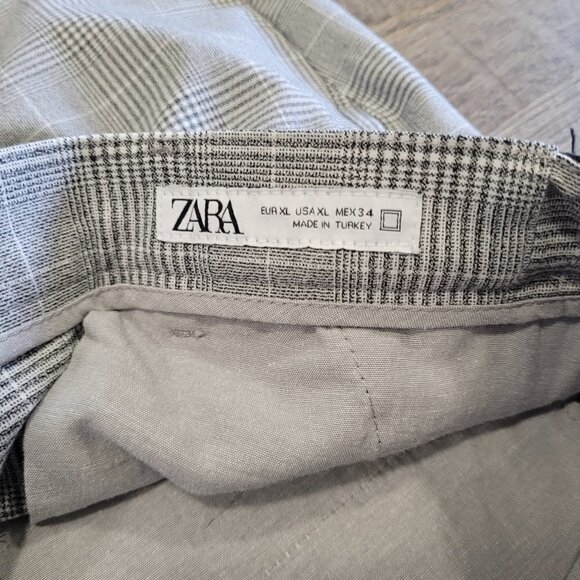 ZARA
EUR XL USA XL MEX 34
MADE IN TURKEY